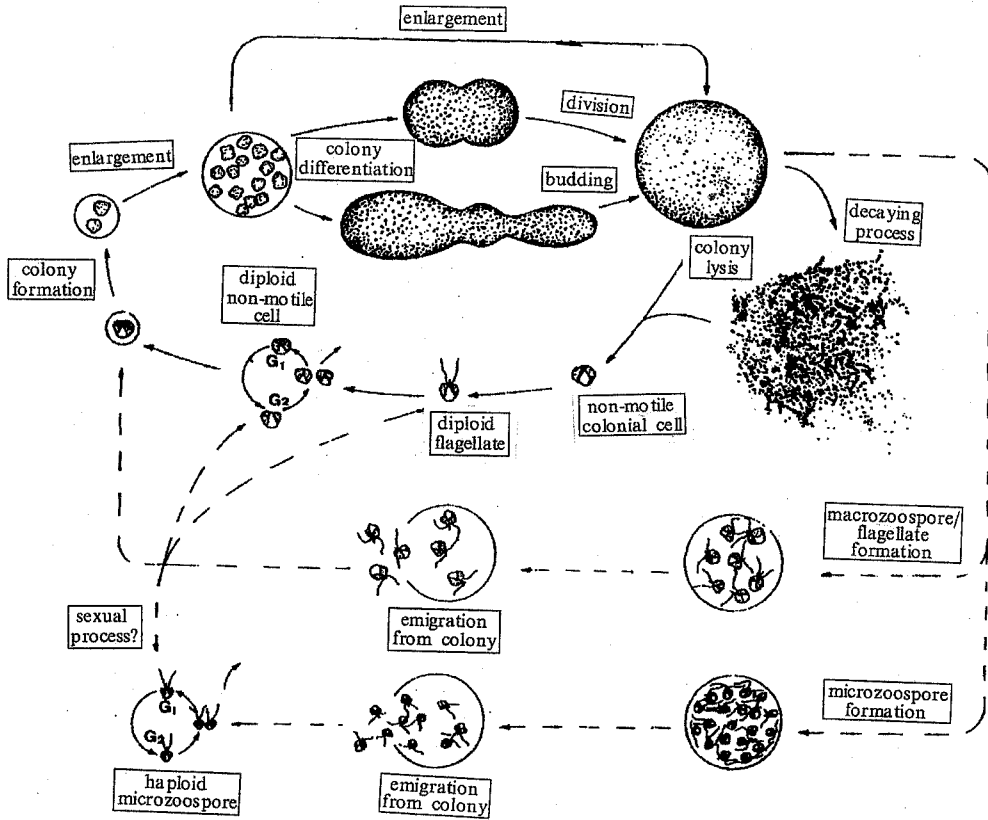 enlargement
division
enlargement
colony
differentiation
budding
decaying
process
colony
lysis
colony
formation
diploid
non-motile
cell
G1
G2
diploid
flagellate
non-motile
colonial cell
macrozoospore/
flagellate
formation
emigration
from colony
sexual
process?
microzoospore
formation
G1
G2
haploid
microzoospore
emigration
from colony